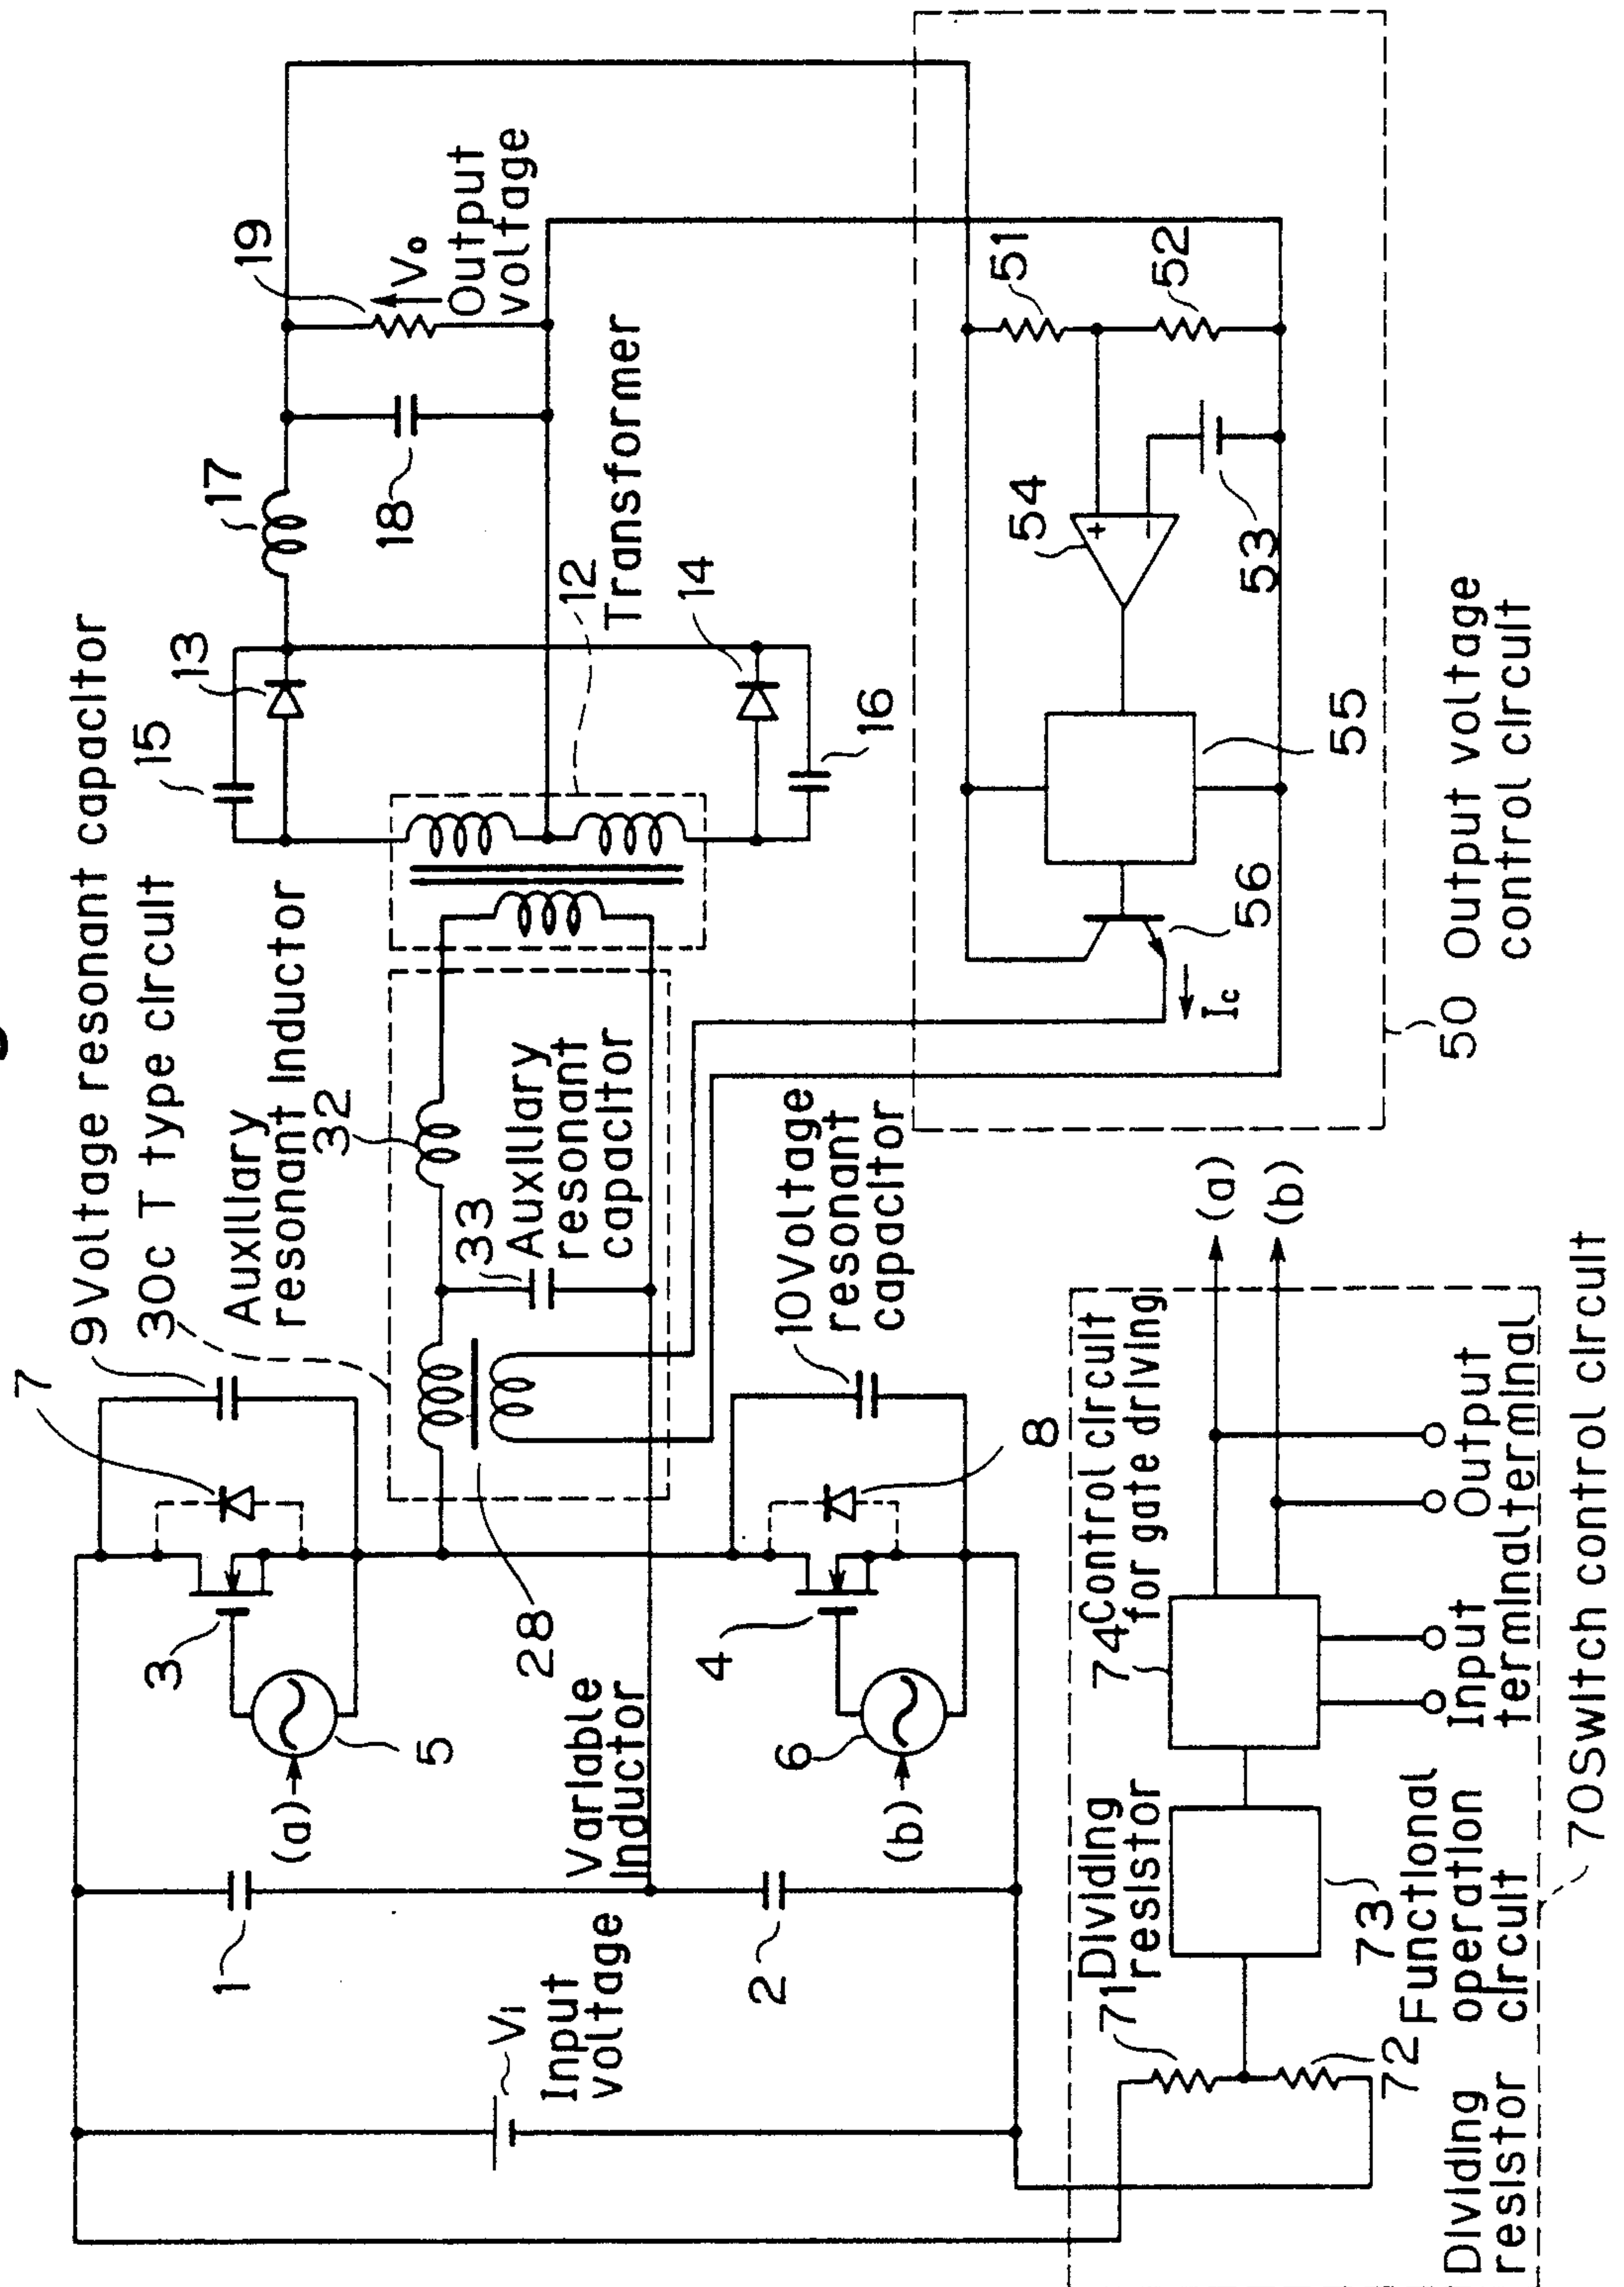 9 Voltage resonant capacitor
30c T type circuit
Auxiliary
resonant inductor
32
7
15
13
17
19
Vo
Output
voltage
18
12
Transformer
14
16
33
Auxiliary
resonant
capacitor
10 Voltage
resonant
capacitor
8
3
5
(a)
28
Variable
inductor
4
6
(b)
1
2
Vi
Input
voltage
51
52
54
+
−
53
55
56
Ic
50 Output voltage
control circuit
Dividing
resistor
71
72
Dividing
resistor
73
Functional
operation
circuit
74
Control circuit
for gate driving
Input
terminal
Output
terminal
(a)
(b)
70 Switch control circuit